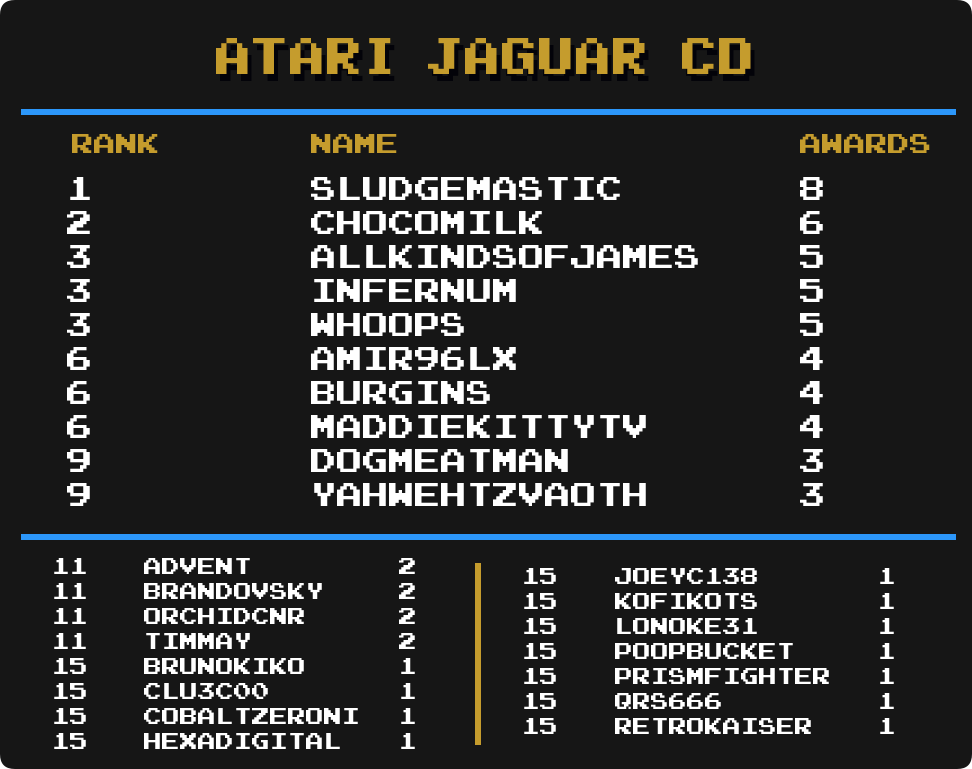 ATARI JAGUAR CD
RANK NAME AWARDS
1 SLUDGEMASTIC 8
2 CHOCOMILK 6
3 ALLKINDSOFJAMES 5
3 INFERNUM 5
3 WHOOPS 5
6 AMIR96LX 4
6 BURGINS 4
6 MADDIEKITTYTV 4
9 DOGMEATMAN 3
9 YAHWEHTZVAOTH 3
11 ADVENT 2
11 BRANDOVSKY 2
11 ORCHIDCNR 2
11 TIMMAY 2
15 BRUNOKIKO 1
15 CLU3COO 1
15 COBALTZERONI 1
15 HEXADIGITAL 1
15 JOEYC138 1
15 KOFIKOTS 1
15 LONOKE31 1
15 POOPBUCKET 1
15 PRISMFIGHTER 1
15 QRS666 1
15 RETROKAISER 1